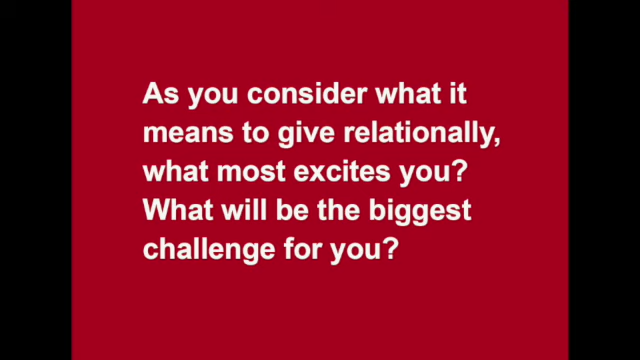 As you consider what it
means to give relationally,
what most excites you?
What will be the biggest
challenge for you?